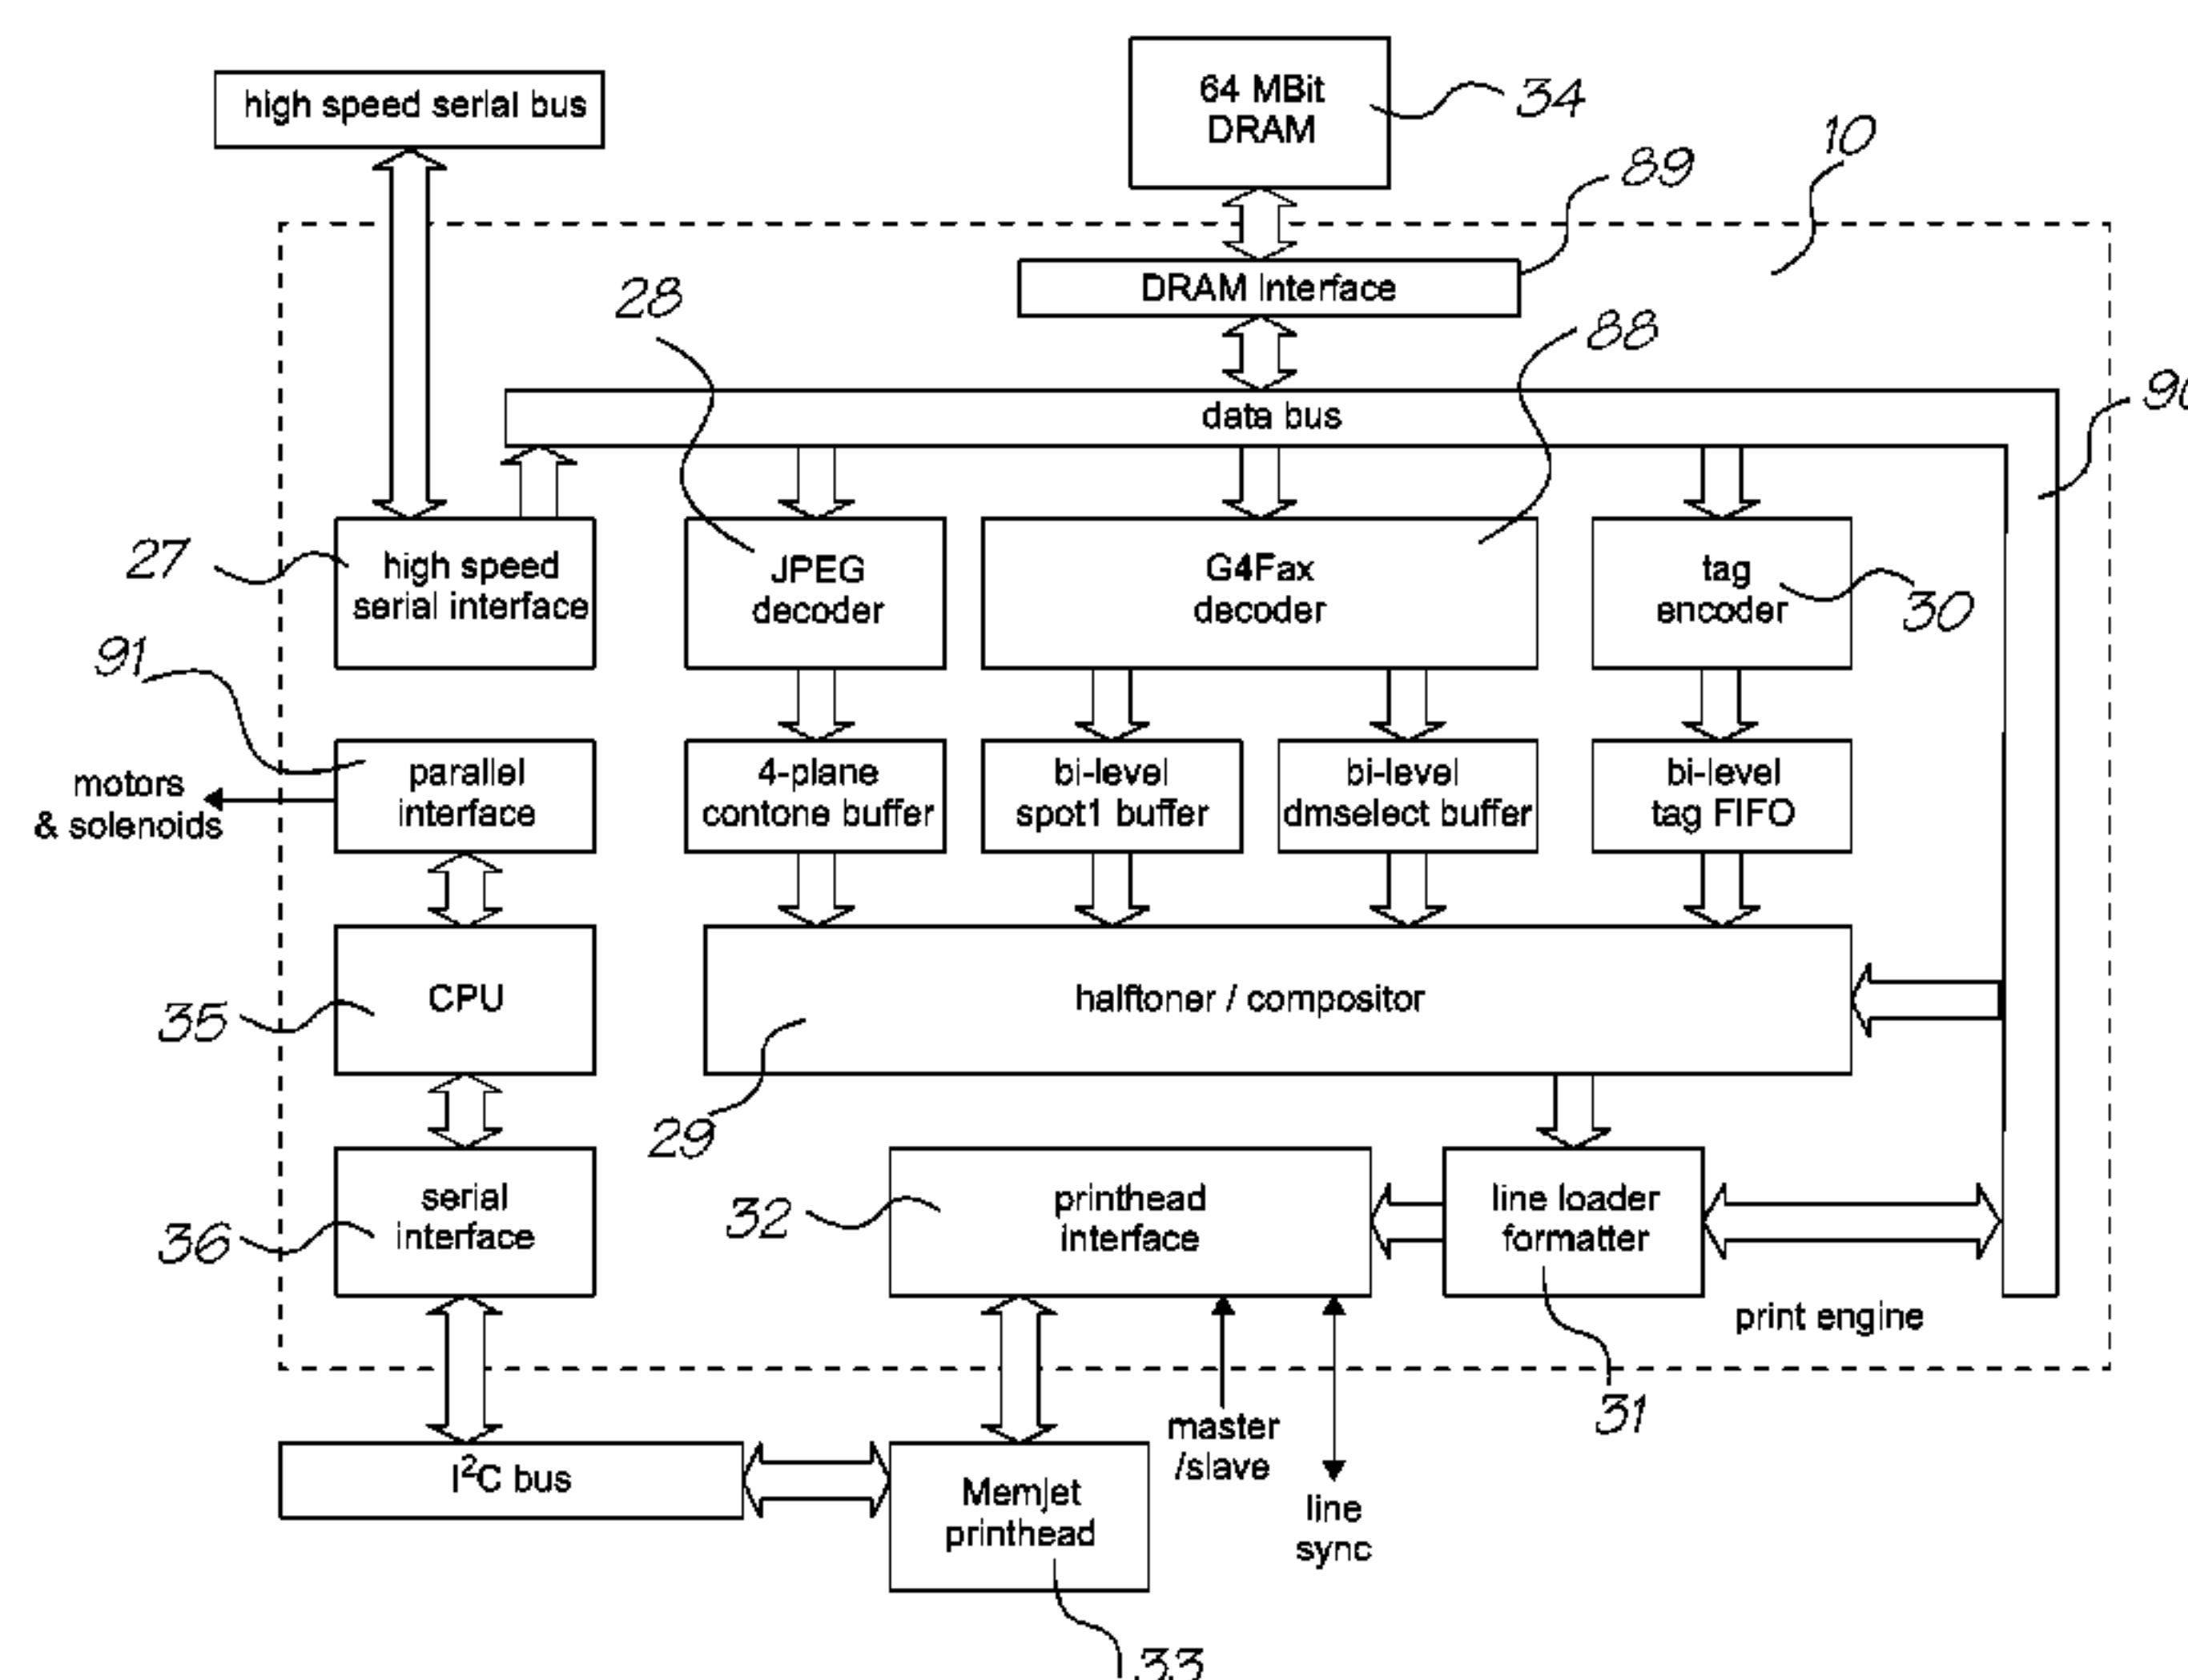 high speed serial bus
64 MBit
DRAM
34
10
89
DRAM Interface
28
88
data bus
27
high speed
serial interface
JPEG
decoder
G4Fax
decoder
tag
encoder
30
91
motors
& solenoids
parallel
interface
4-plane
contone buffer
bi-level
spot1 buffer
bi-level
dmselect buffer
bi-level
tag FIFO
35
CPU
halftoner / compositor
29
36
serial
interface
32
printhead
interface
line loader
formatter
print engine
31
I²C bus
Memjet
printhead
master
/slave
line
sync
33